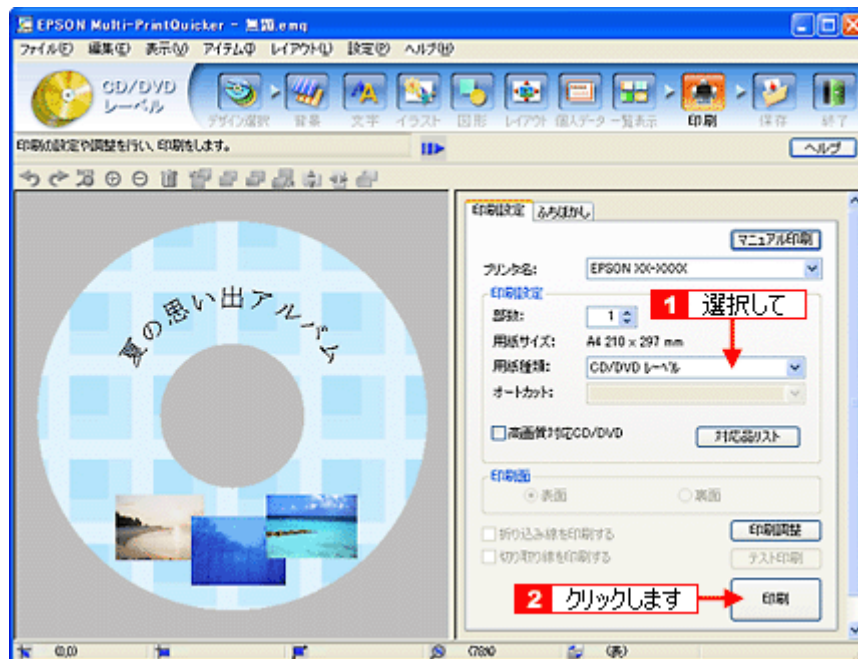 EPSON Multi-PrintQuicker - 無題.emq
ファイル(F) 編集(E) 表示(V) アイテム(I) レイアウト(L) 設定(P) ヘルプ(H)
CD/DVD
レーベル
デザイン選択 背景 文字 イラスト 図形 レイアウト 個人データ 一覧表示 印刷 保存 終了
印刷の設定や調整を行い、印刷をします。
ヘルプ
印刷設定 ふちぼかし
マニュアル印刷
プリンタ名: EPSON XX-XXXX
印刷設定
部数: 1
1 選択して
用紙サイズ: A4 210 x 297 mm
用紙種類: CD/DVD レーベル
オートカット:
高画質対応CD/DVD
対応品リスト
印刷面
表面 裏面
折り込み線を印刷する
印刷調整
切り取り線を印刷する
テスト印刷
2 クリックします
印刷
夏の思い出アルバム
(0,0) (表)